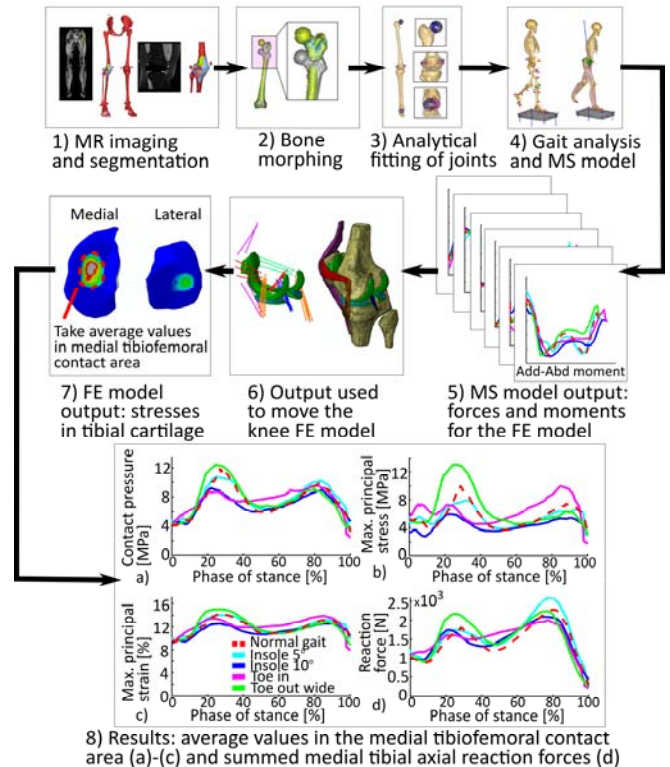 1) MR imaging
and segmentation
2) Bone
morphing
3) Analytical
fitting of joints
4) Gait analysis
and MS model
Medial Lateral
Take average values
in medial tibiofemoral
contact area
Add-Abd moment
7) FE model
output: stresses
in tibial cartilage
6) Output used
to move the
knee FE model
5) MS model output:
forces and moments
for the FE model
Contact pressure
[MPa]
12
8
4
0
0 20 40 60 80 100
Phase of stance [%]
a)
Max. principal
stress [MPa]
12
8
4
0
0 20 40 60 80 100
Phase of stance [%]
b)
Max. principal
strain [%]
16
12
8
4
0
0 20 40 60 80 100
Phase of stance [%]
c)
Normal gait
Insole 5°
Insole 10°
Toe in
Toe out wide
Reaction
force [N]
×10³
2.5
2
1.5
1
0
0 20 40 60 80 100
Phase of stance [%]
d)
8) Results: average values in the medial tibiofemoral contact
area (a)-(c) and summed medial tibial axial reaction forces (d)